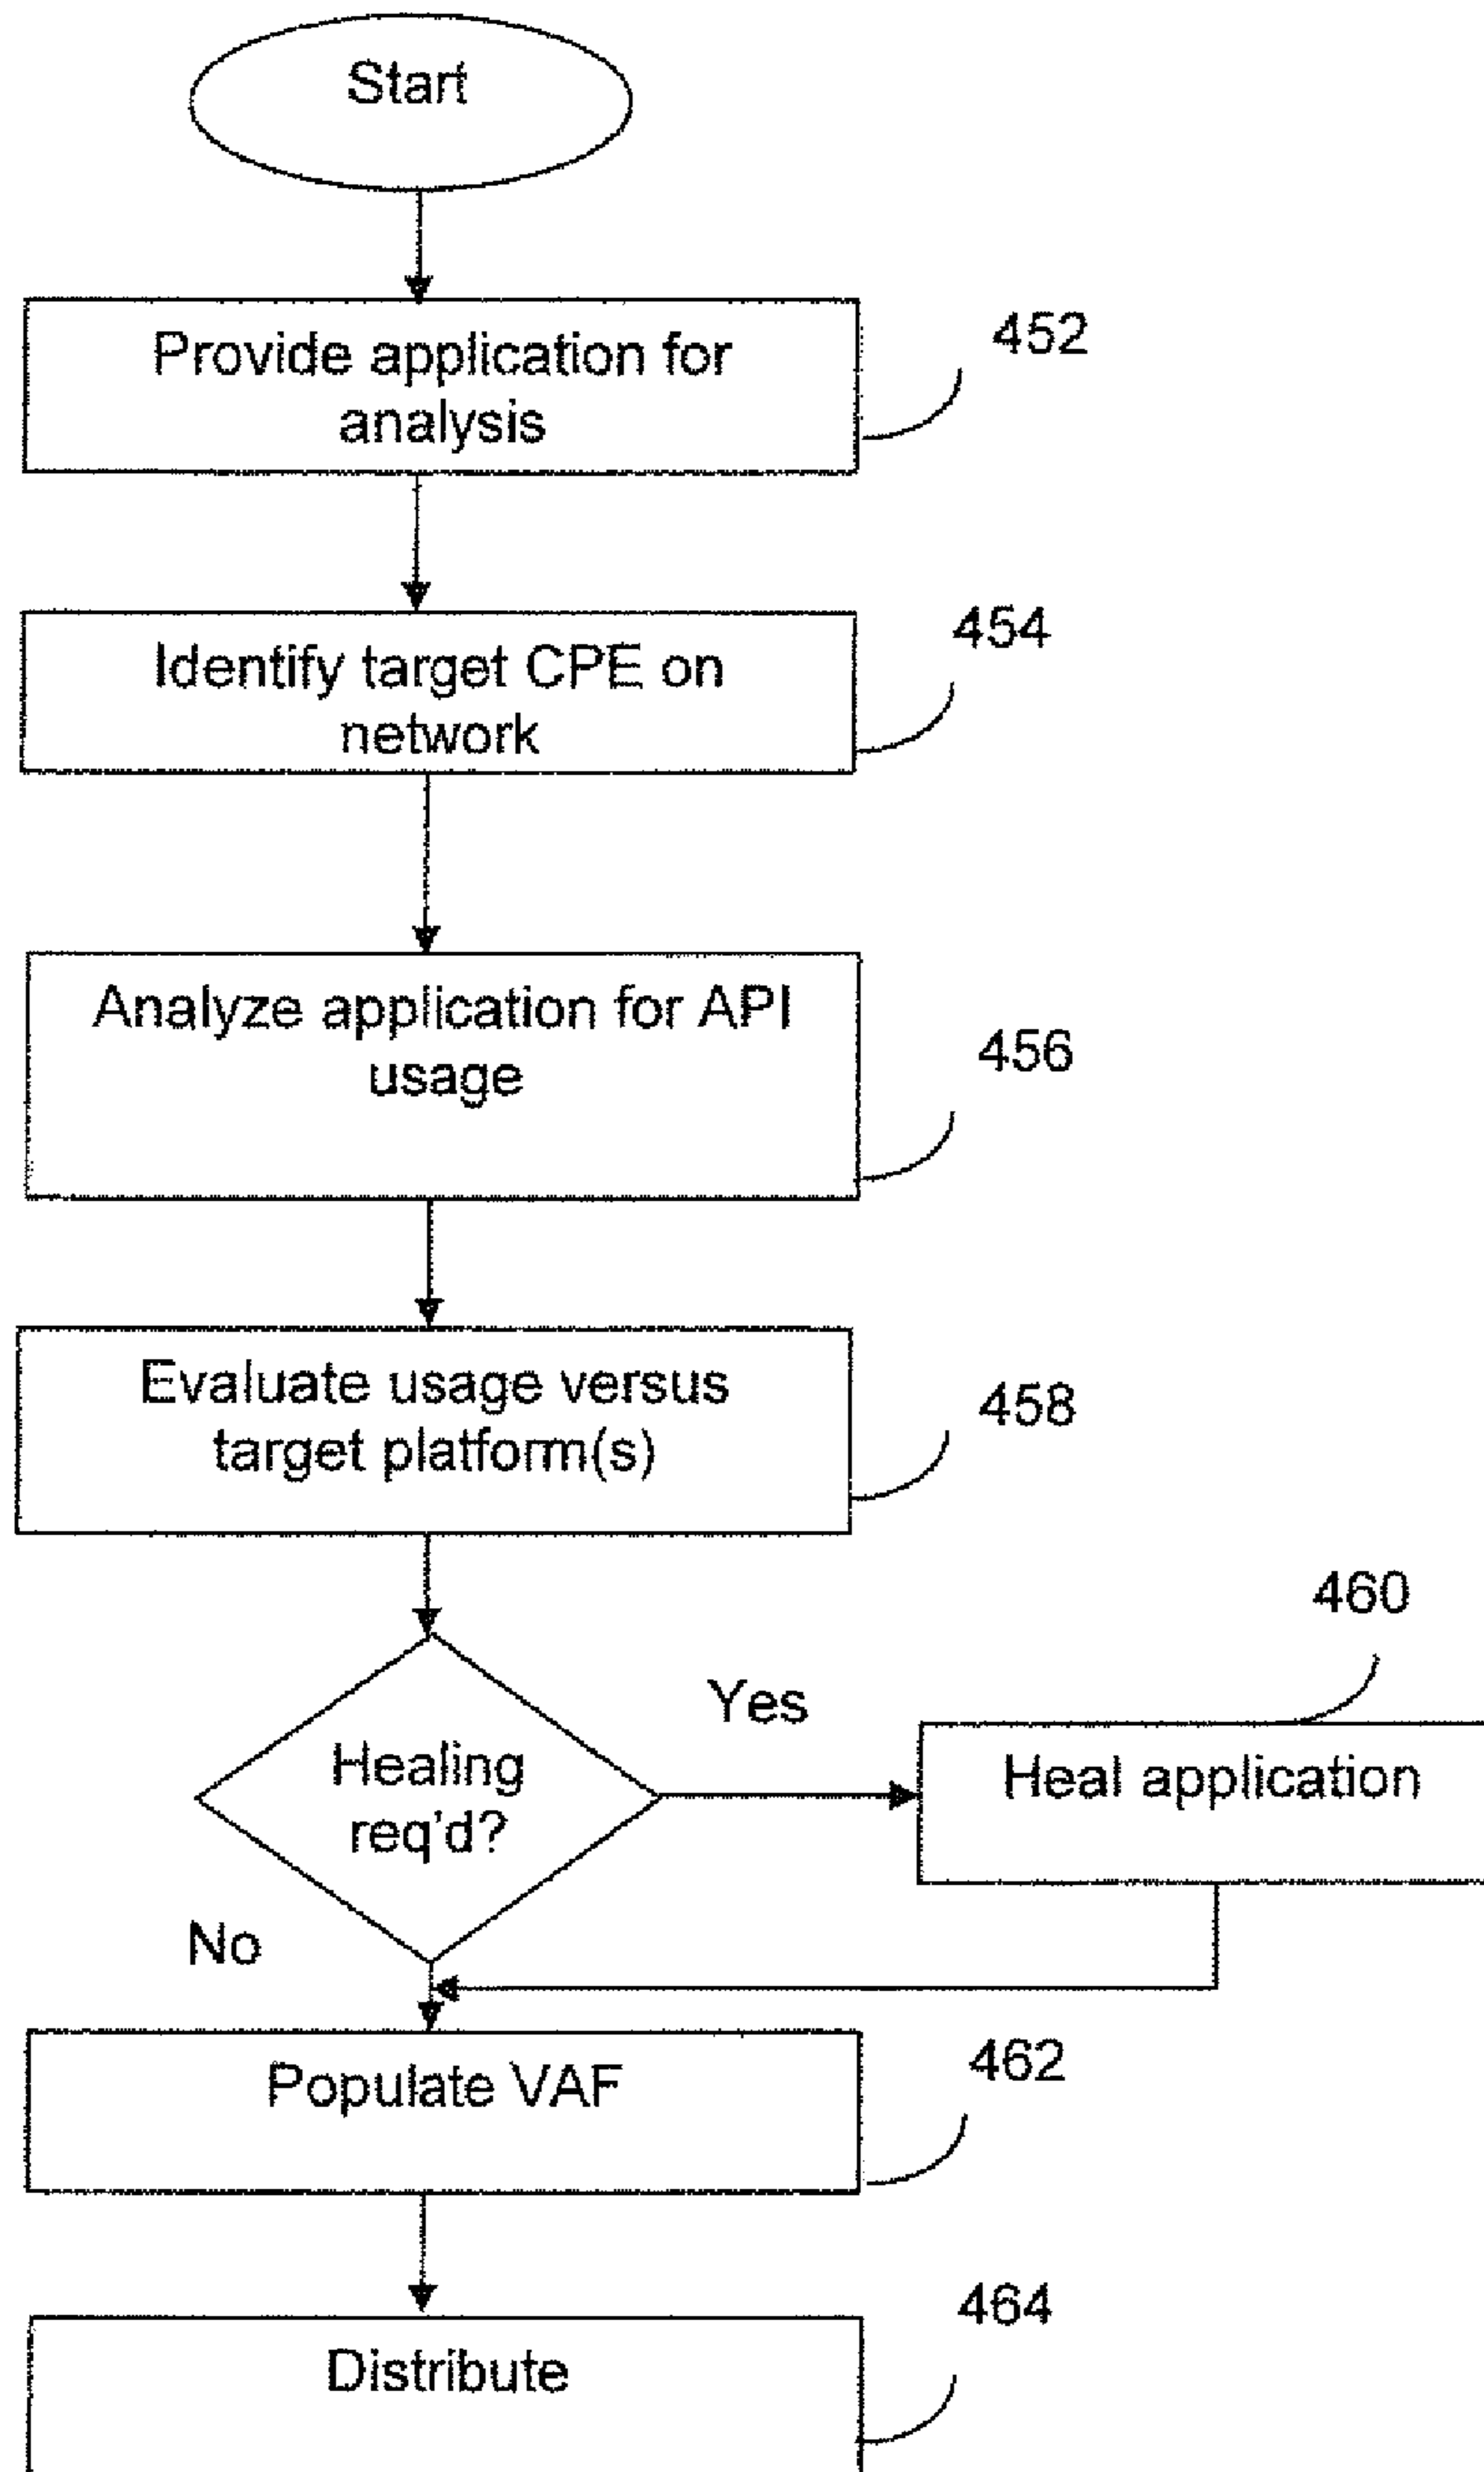 Start
Provide application for
analysis
452
Identify target CPE on
network
454
Analyze application for API
usage
456
Evaluate usage versus
target platform(s)
458
Healing
req'd?
Yes
460
Heal application
No
Populate VAF
462
Distribute
464